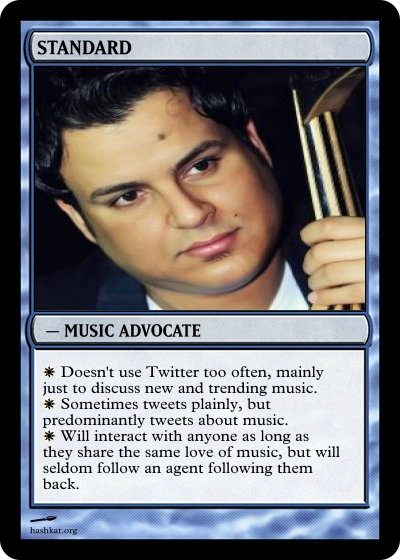 STANDARD
— MUSIC ADVOCATE
⁕ Doesn't use Twitter too often, mainly
just to discuss new and trending music.
⁕ Sometimes tweets plainly, but
predominantly tweets about music.
⁕ Will interact with anyone as long as
they share the same love of music, but will
seldom follow an agent following them
back.
hashkat.org